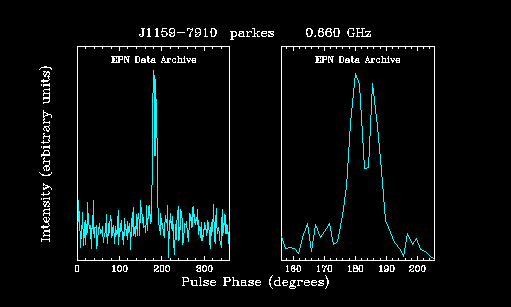 J1159-7910 parkes 0.660 GHz
EPN Data Archive
EPN Data Archive
Intensity (arbitrary units)
0 100 200 300
160 170 180 190 200
Pulse Phase (degrees)